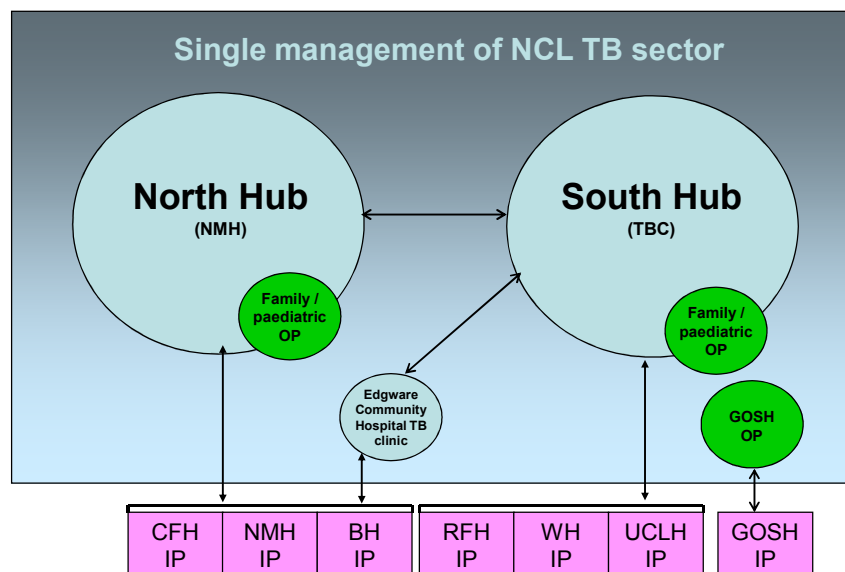 Single management of NCL TB sector
North Hub
(NMH)
South Hub
(TBC)
Family /
paediatric
OP
Family /
paediatric
OP
Edgware
Community
Hospital TB
clinic
GOSH
OP
CFH
IP
NMH
IP
BH
IP
RFH
IP
WH
IP
UCLH
IP
GOSH
IP